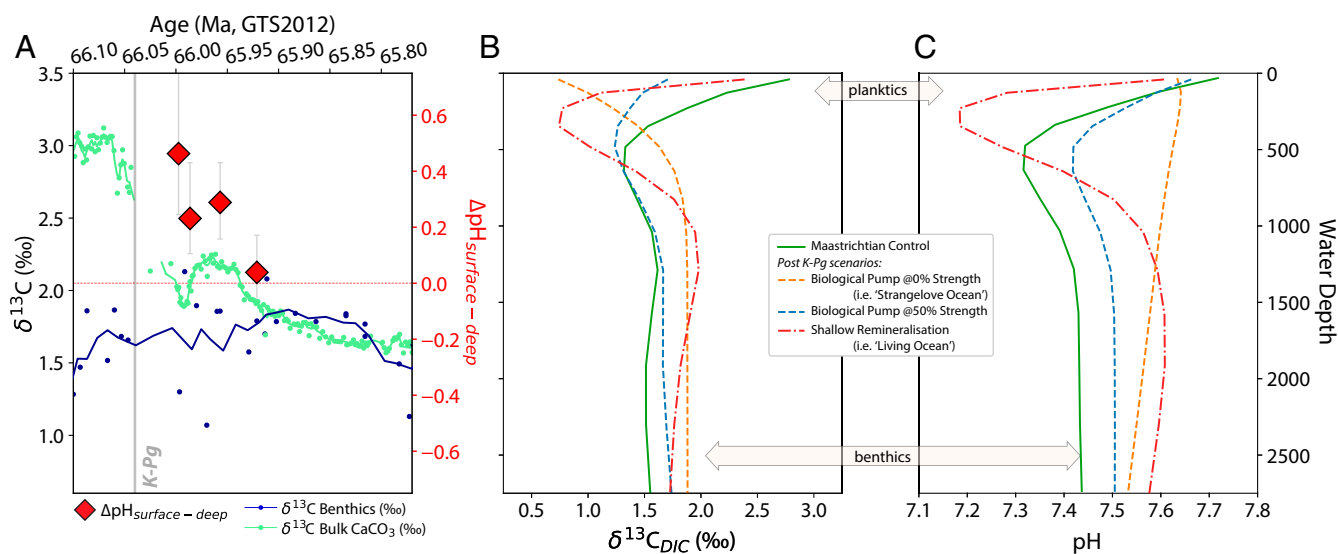 A
Age (Ma, GTS2012)
66.10 66.05 66.00 65.95 65.90 65.85 65.80
3.5
3.0
2.5
2.0
1.5
1.0
δ13C (‰)
0.6
0.4
0.2
0.0
−0.2
−0.4
−0.6
ΔpHsurface−deep
K-Pg
ΔpHsurface−deep
δ13C Benthics (‰)
δ13C Bulk CaCO3 (‰)
B
planktics
benthics
0.5 1.0 1.5 2.0 2.5 3.0
δ13CDIC (‰)
Maastrichtian Control
Post K-Pg scenarios:
Biological Pump @0% Strength
(i.e. ‘Strangelove Ocean’)
Biological Pump @50% Strength
Shallow Remineralisation
(i.e. ‘Living Ocean’)
C
0
500
1000
1500
2000
2500
Water Depth
7.1 7.2 7.3 7.4 7.5 7.6 7.7 7.8
pH